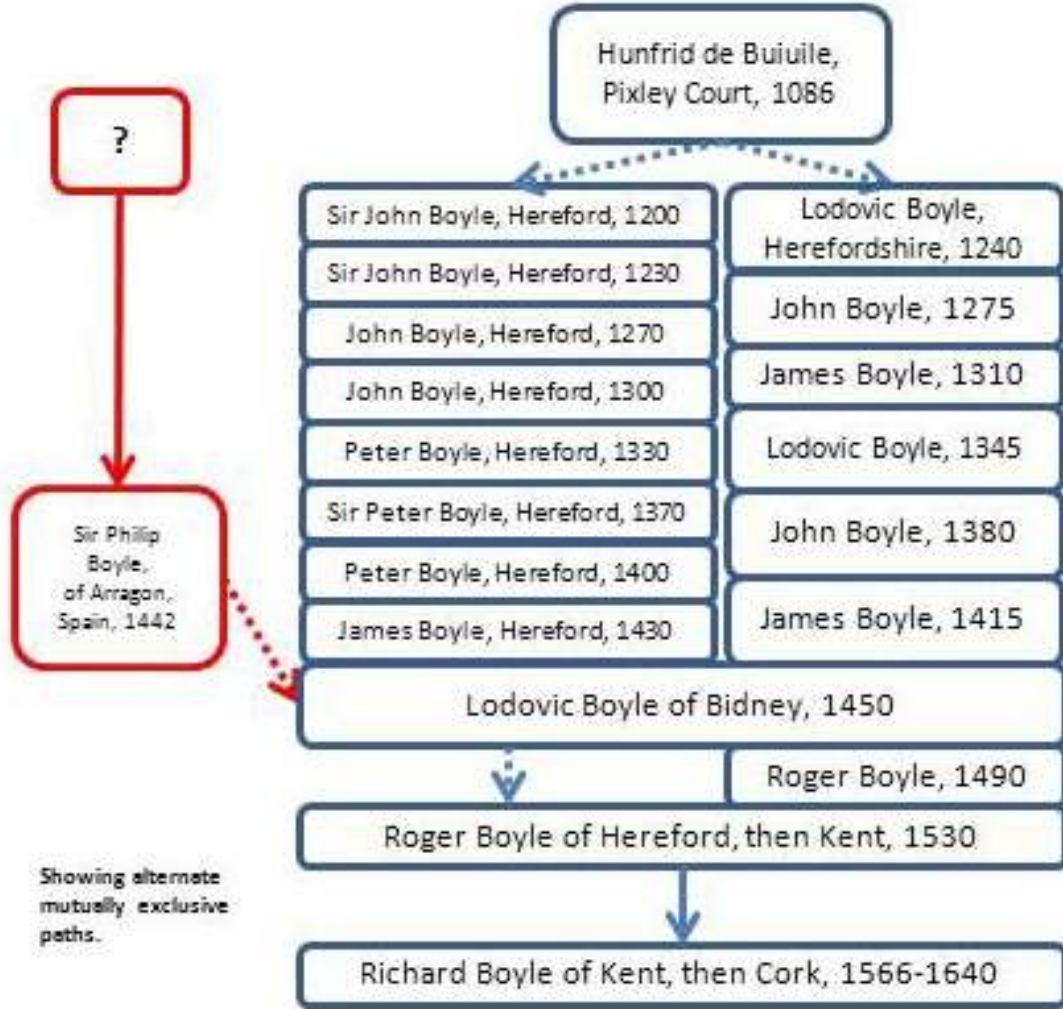 Hunfrid de Buiuile,
Pixley Court, 1086
?
Sir John Boyle, Hereford, 1200
Sir John Boyle, Hereford, 1230
John Boyle, Hereford, 1270
John Boyle, Hereford, 1300
Peter Boyle, Hereford, 1330
Sir Peter Boyle, Hereford, 1370
Peter Boyle, Hereford, 1400
James Boyle, Hereford, 1430
Lodovic Boyle,
Herefordshire, 1240
John Boyle, 1275
James Boyle, 1310
Lodovic Boyle, 1345
John Boyle, 1380
James Boyle, 1415
Sir Philip
Boyle,
of Arragon,
Spain, 1442
Lodovic Boyle of Bidney, 1450
Roger Boyle, 1490
Roger Boyle of Hereford, then Kent, 1530
Showing alternate
mutually exclusive
paths.
Richard Boyle of Kent, then Cork, 1566-1640